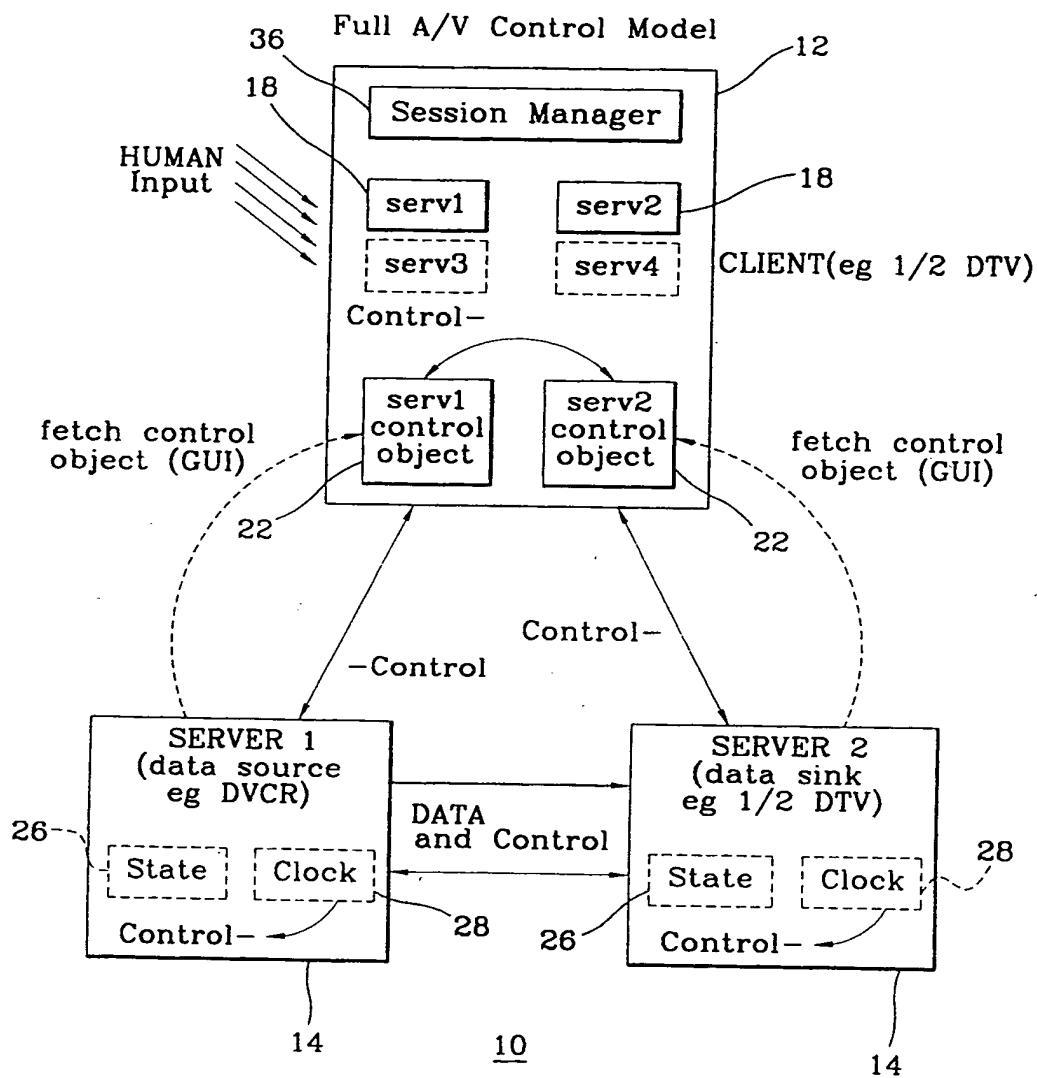 Full A/V Control Model
36
12
Session Manager
18
HUMAN
Input
18
serv1
serv2
serv3
serv4
CLIENT(eg 1/2 DTV)
Control-
serv1
control
object
serv2
control
object
fetch control
object (GUI)
fetch control
object (GUI)
22
22
Control-
-Control
SERVER 1
(data source
eg DVCR)
SERVER 2
(data sink
eg 1/2 DTV)
DATA
and Control
26
State
Clock
28
Control-
26
State
Clock
28
Control-
14
10
14